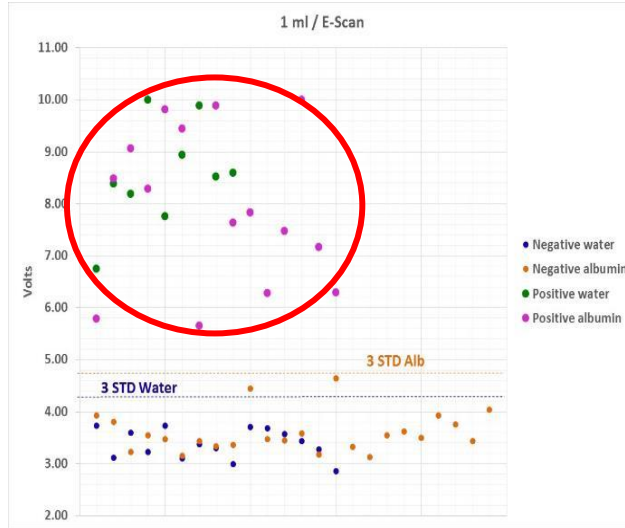 1 ml / E-Scan
11.00
10.00
9.00
8.00
7.00
6.00
5.00
4.00
3.00
2.00
Volts
3 STD Alb
3 STD Water
Negative water
Negative albumin
Positive water
Positive albumin